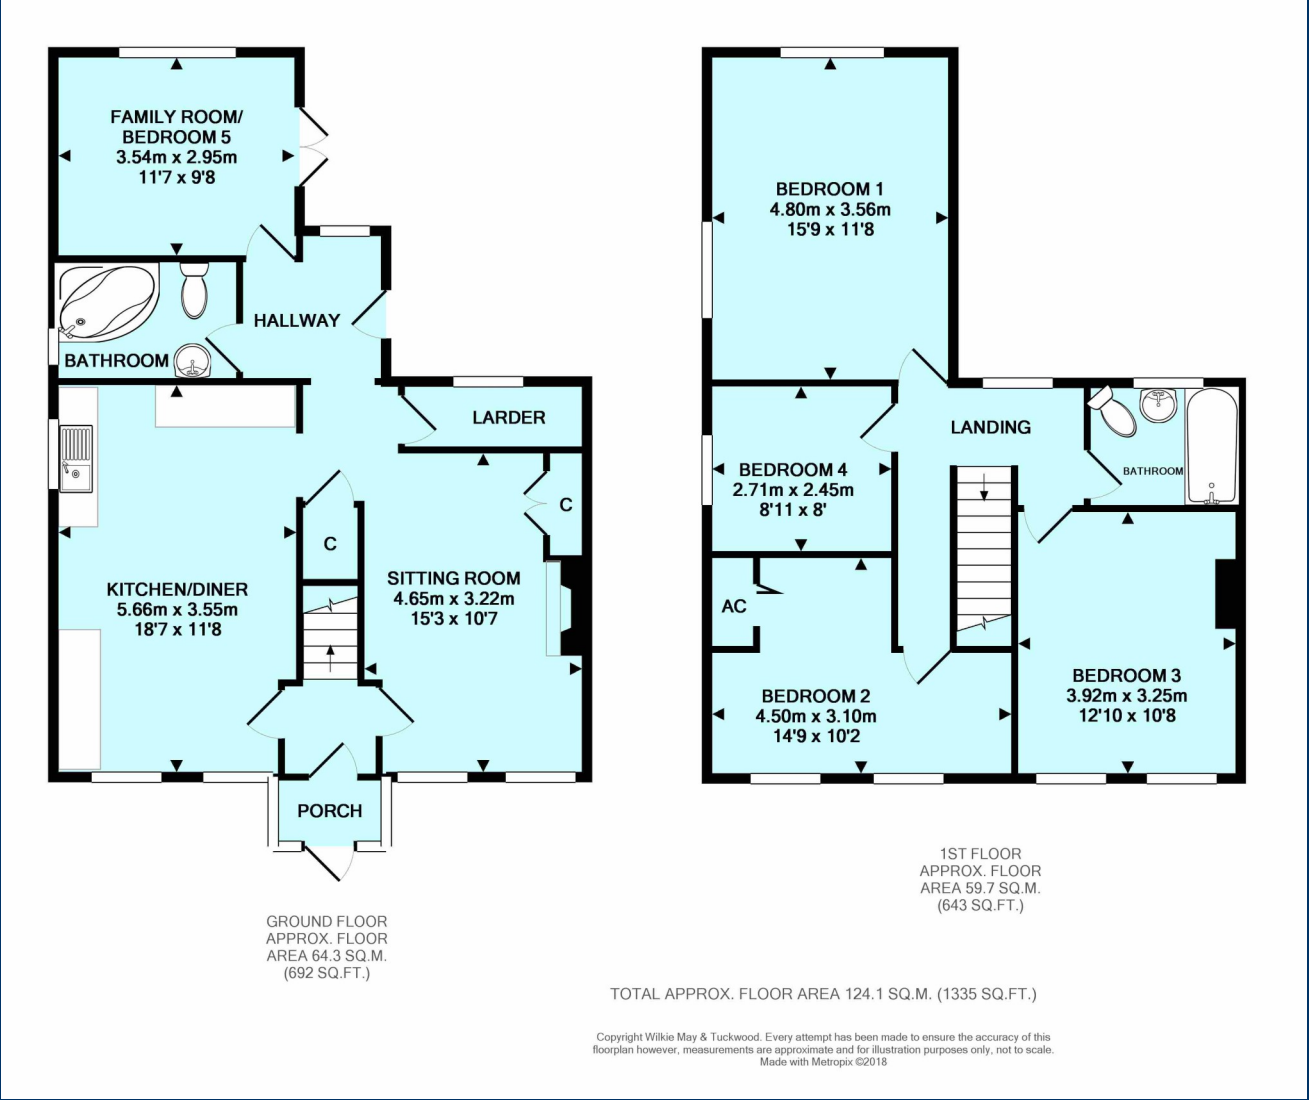 FAMILY ROOM/
BEDROOM 5
3.54m x 2.95m
11'7 x 9'8
HALLWAY
BATHROOM
LARDER
C
C
KITCHEN/DINER
5.66m x 3.55m
18'7 x 11'8
SITTING ROOM
4.65m x 3.22m
15'3 x 10'7
PORCH
GROUND FLOOR
APPROX. FLOOR
AREA 64.3 SQ.M.
(692 SQ.FT.)
BEDROOM 1
4.80m x 3.56m
15'9 x 11'8
LANDING
BATHROOM
BEDROOM 4
2.71m x 2.45m
8'11 x 8'
AC
BEDROOM 2
4.50m x 3.10m
14'9 x 10'2
BEDROOM 3
3.92m x 3.25m
12'10 x 10'8
1ST FLOOR
APPROX. FLOOR
AREA 59.7 SQ.M.
(643 SQ.FT.)
TOTAL APPROX. FLOOR AREA 124.1 SQ.M. (1335 SQ.FT.)
Copyright Wilkie May & Tuckwood. Every attempt has been made to ensure the accuracy of this
floorplan however, measurements are approximate and for illustration purposes only, not to scale.
Made with Metropix ©2018